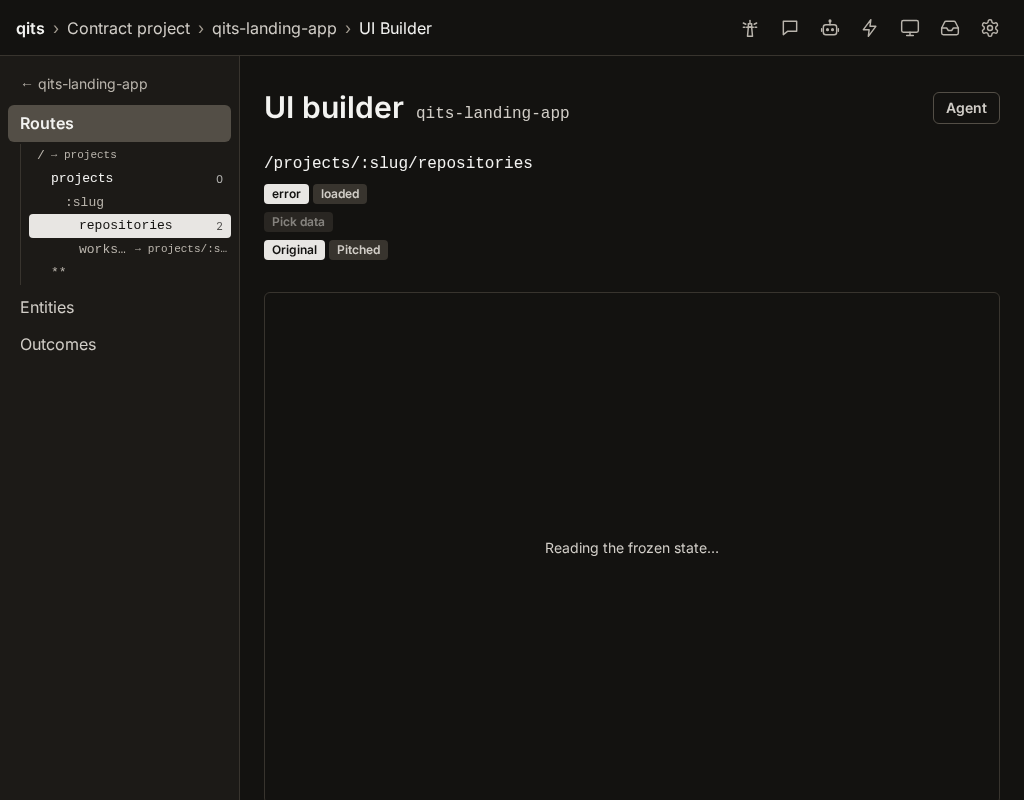 qits › Contract project › qits-landing-app › UI Builder
← qits-landing-app
Routes
/ → projects
projects 0
:slug
repositories 2
works… → projects/:s…
**
Entities
Outcomes
UI builder qits-landing-app
Agent
/projects/:slug/repositories
error loaded
Pick data
Original Pitched
Reading the frozen state…